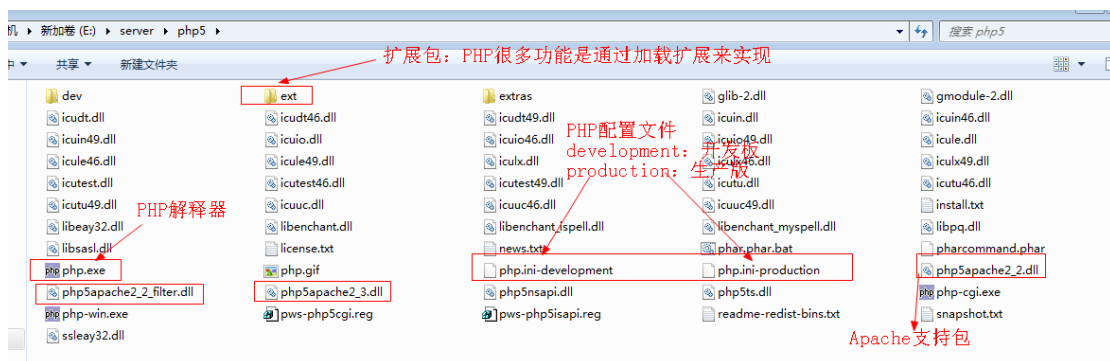 机 ▸ 新加卷 (E:) ▸ server ▸ php5 ▸
搜索 php5
中 ▾ 共享 ▾ 新建文件夹
扩展包：PHP很多功能是通过加载扩展来实现
dev ext extras glib-2.dll gmodule-2.dll
icudt.dll icudt46.dll icudt49.dll icuin.dll icuin46.dll
icuin49.dll icuio.dll icuio46.dll icuio49.dll icule.dll
PHP配置文件
development：开发板
icule46.dll icule49.dll iculx.dll iculx46.dll iculx49.dll
production：生产版
icutest.dll icutest46.dll icutest49.dll icutu.dll icutu46.dll
icutu49.dll icuuc.dll icuuc46.dll icuuc49.dll install.txt
PHP解释器
libeay32.dll libenchant.dll libenchant_ispell.dll libenchant_myspell.dll libpq.dll
libsasl.dll license.txt news.txt phar.phar.bat pharcommand.phar
php.exe php.gif php.ini-development php.ini-production php5apache2_2.dll
php5apache2_2_filter.dll php5apache2_3.dll php5nsapi.dll php5ts.dll php-cgi.exe
php-win.exe pws-php5cgi.reg pws-php5isapi.reg readme-redist-bins.txt snapshot.txt
ssleay32.dll
Apache支持包